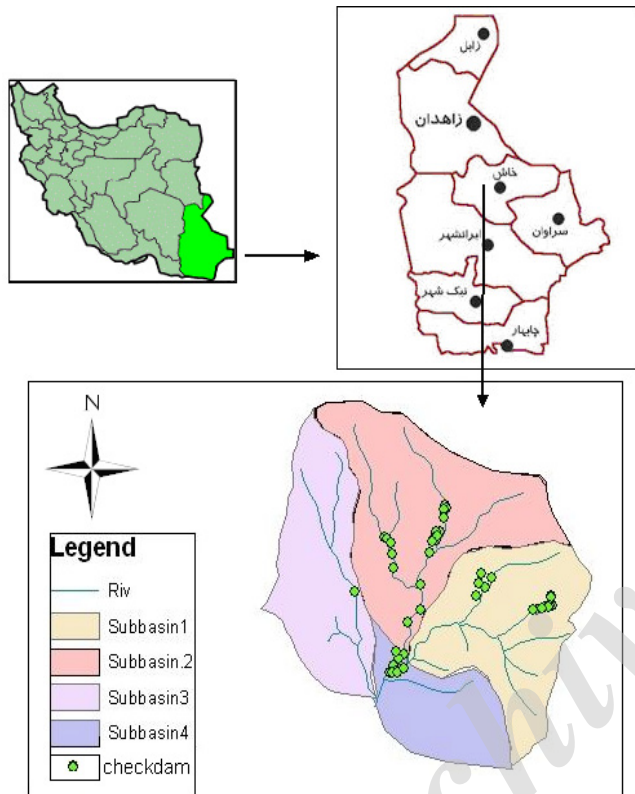 زابل
زاهدان
خاش
سراوان
ایرانشهر
نیک شهر
چابهار
N
Legend
Riv
Subbasin1
Subbasin.2
Subbasin3
Subbasin4
checkdam